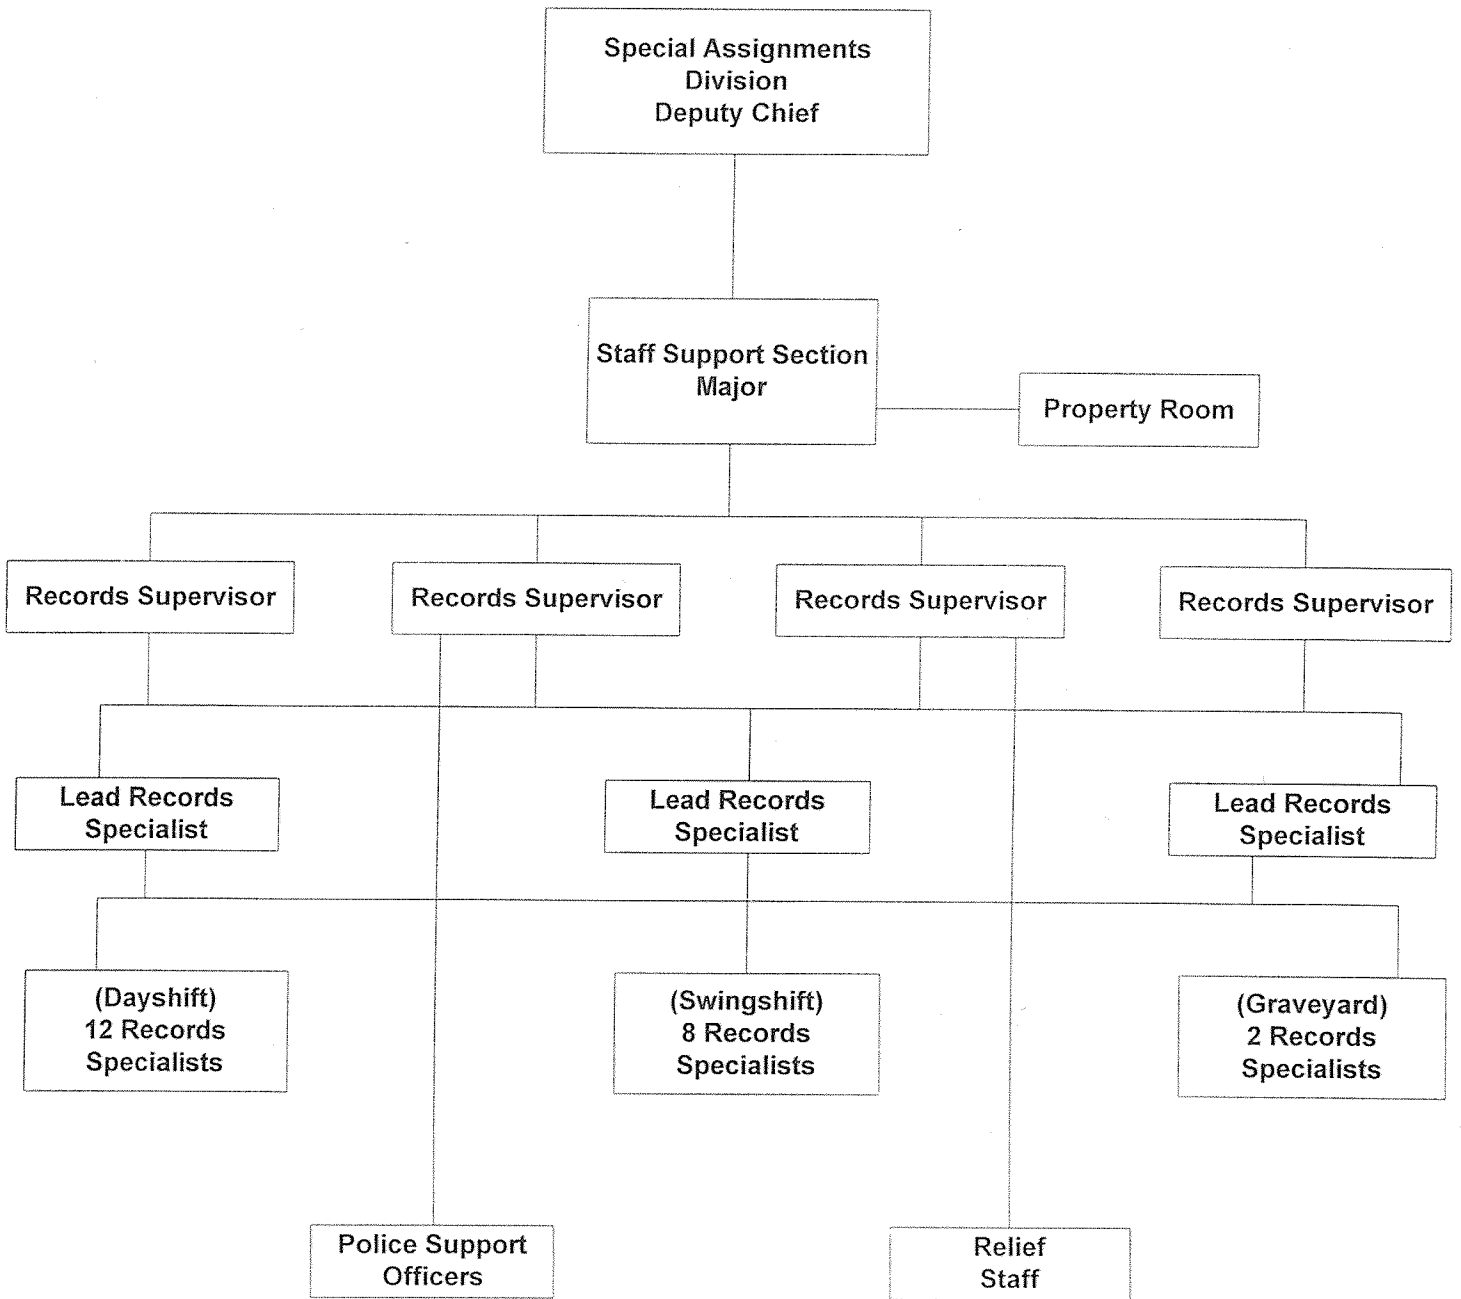 Special Assignments
Division
Deputy Chief
Staff Support Section
Major
Property Room
Records Supervisor
Records Supervisor
Records Supervisor
Records Supervisor
Lead Records
Specialist
Lead Records
Specialist
Lead Records
Specialist
(Dayshift)
12 Records
Specialists
(Swingshift)
8 Records
Specialists
(Graveyard)
2 Records
Specialists
Police Support
Officers
Relief
Staff